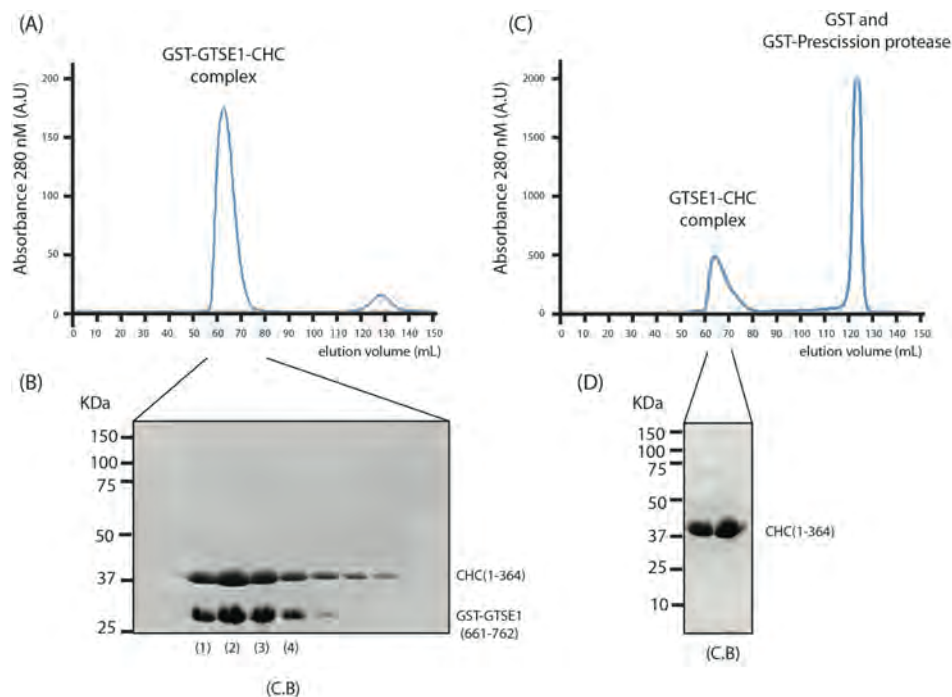 (A)
GST-GTSE1-CHC
complex
Absorbance 280 nM (A.U)
200
150
100
50
0
0 10 20 30 40 50 60 70 80 90 100 110 120 130 140 150
elution volume (mL)
(C)
GST and
GST-Prescission protease
GTSE1-CHC
complex
Absorbance 280 nM (A.U)
2000
1500
1000
500
0
0 10 20 30 40 50 60 70 80 90 100 110 120 130 140 150
elution volume (mL)
(B)
KDa
150
100
75
50
37
25
CHC(1-364)
GST-GTSE1
(661-762)
(1) (2) (3) (4)
(C.B)
(D)
KDa
150
100
75
50
37
25
10
CHC(1-364)
(C.B)